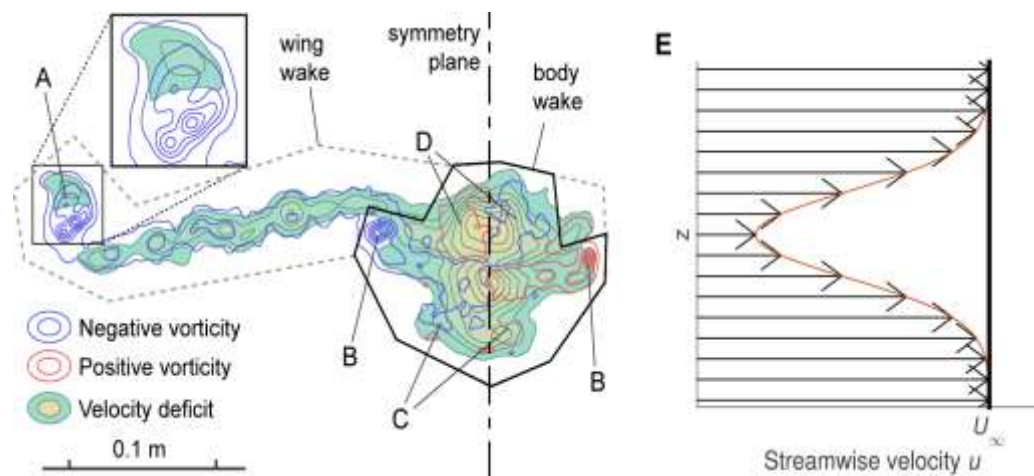 A
wing
wake
symmetry
plane
body
wake
D
B
B
C
Negative vorticity
Positive vorticity
Velocity deficit
0.1 m
E
z
U∞
Streamwise velocity u